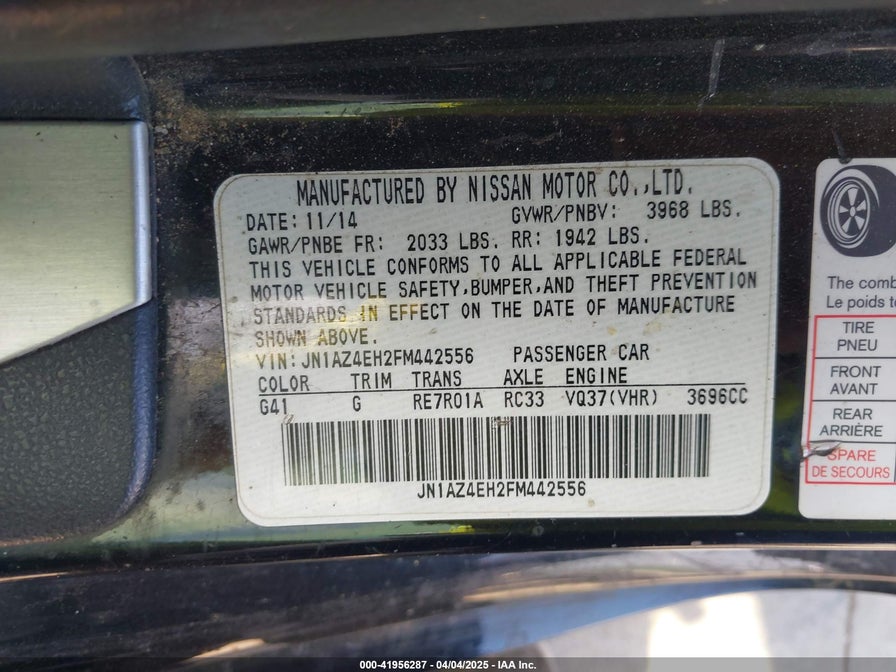 MANUFACTURED BY NISSAN MOTOR CO.,LTD.
DATE: 11/14 GVWR/PNBV: 3968 LBS.
GAWR/PNBE FR: 2033 LBS. RR: 1942 LBS.
THIS VEHICLE CONFORMS TO ALL APPLICABLE FEDERAL
MOTOR VEHICLE SAFETY,BUMPER,AND THEFT PREVENTION
STANDARDS IN EFFECT ON THE DATE OF MANUFACTURE
SHOWN ABOVE.
VIN: JN1AZ4EH2FM442556 PASSENGER CAR
COLOR TRIM TRANS AXLE ENGINE
G41 G RE7R01A RC33 VQ37(VHR) 3696CC
JN1AZ4EH2FM442556
The
Le poids
TIRE
PNEU
FRONT
AVANT
REAR
ARRIÈRE
SPARE
DE SECOURS
000-41956287 - 04/04/2025 - IAA Inc.